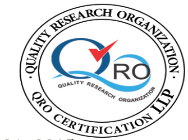 QUALITY RESEARCH ORGANIZATION
QRO
QUALITY RESEARCH ORGANIZATION
QRO CERTIFICATION LLP